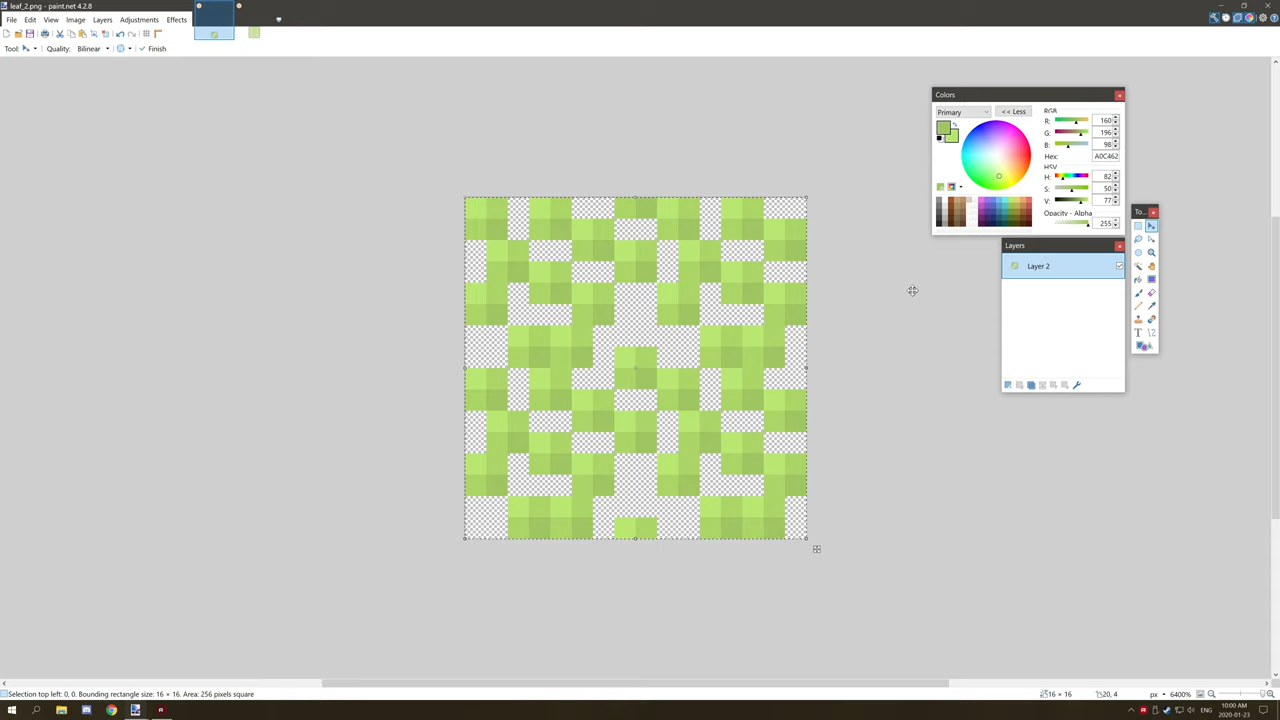 leaf_2.png - paint.net 4.2.8
File Edit View Image Layers Adjustments Effects
Tool: Quality: Bilinear Finish
Colors
Primary << Less
RGB
R: 160
G: 196
B: 98
Hex: A0C462
HSV
H: 82
S: 50
V: 77
Opacity - Alpha
255
To...
Layers
Layer 2
Selection top left: 0, 0. Bounding rectangle size: 16 × 16. Area: 256 pixels square
16 × 16 20, 4 px 6400%
ENG
10:00 AM
2020-01-23